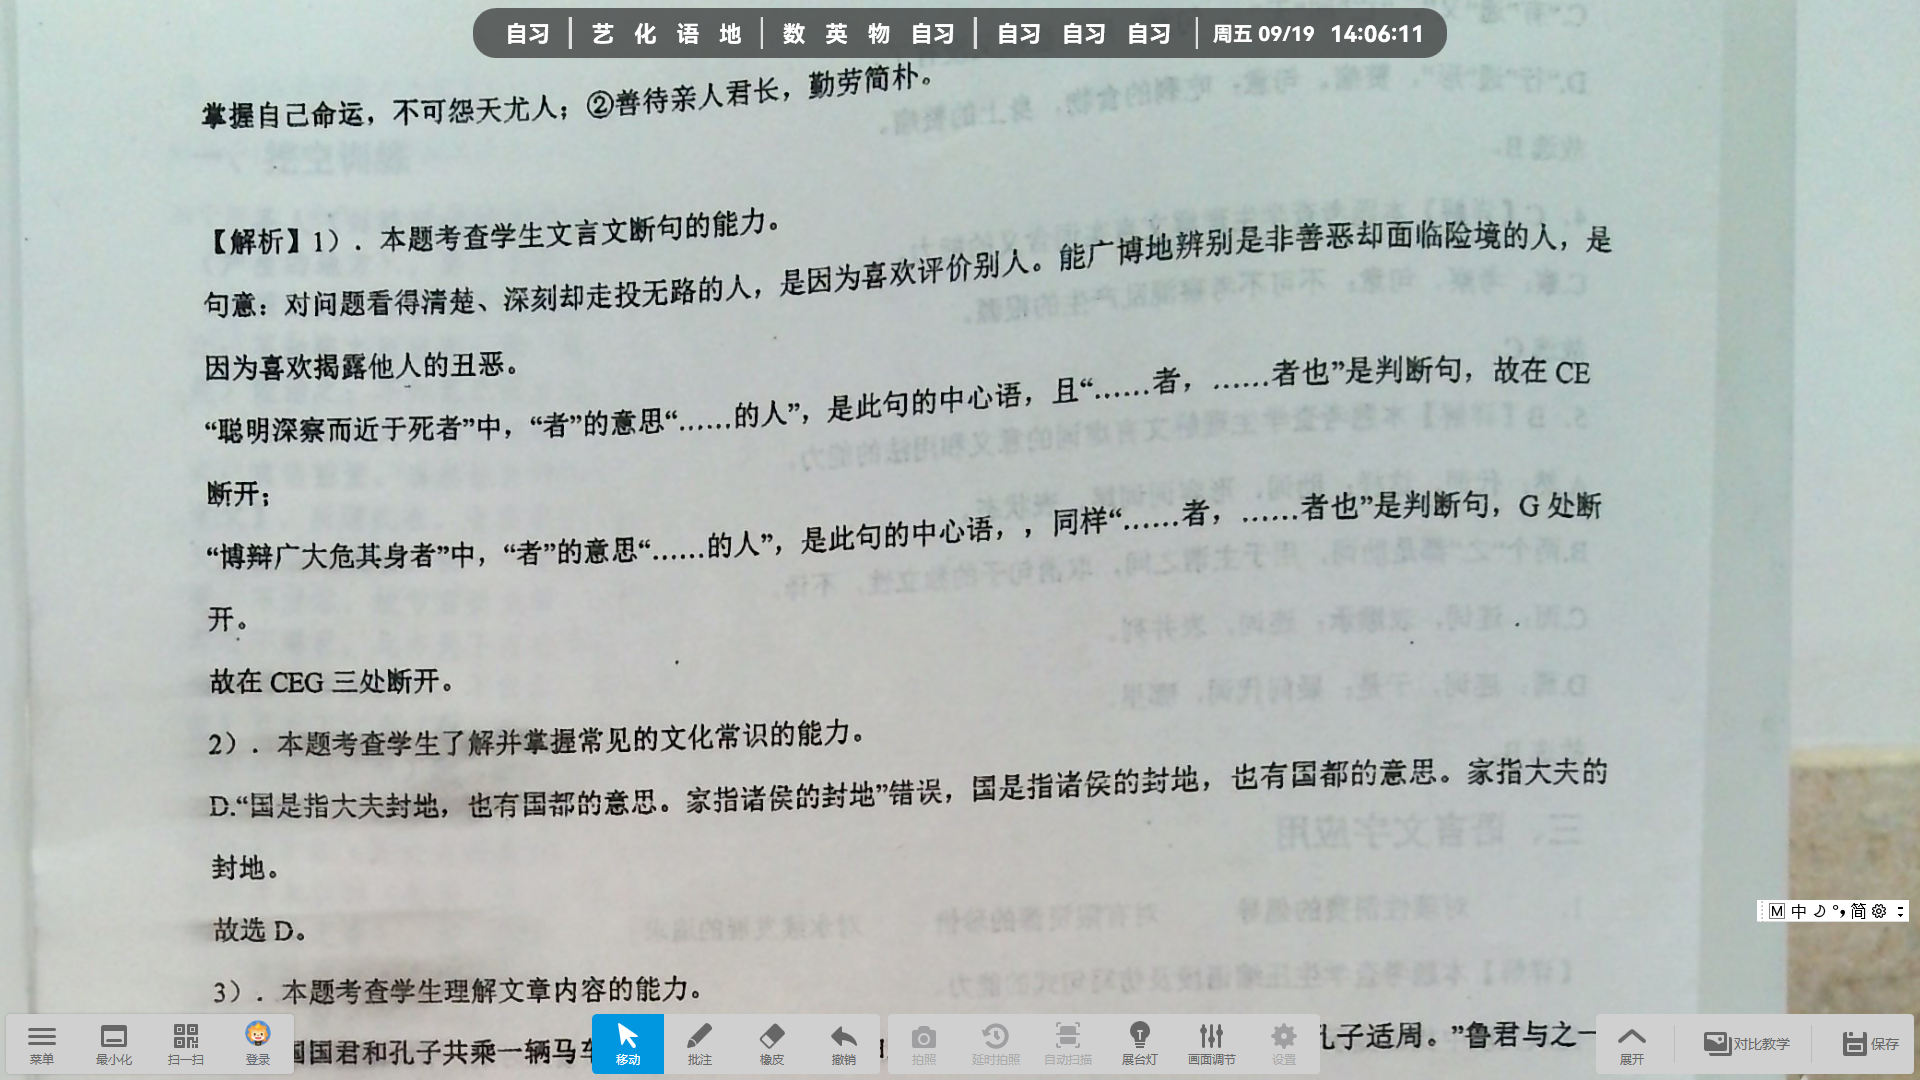 自习 | 艺 化 语 地 | 数 英 物 自习 | 自习 自习 自习 | 周五 09/19 14:06:11
掌握自己命运，不可怨天尤人；②善待亲人君长，勤劳简朴。
【解析】1）．本题考查学生文言文断句的能力。
句意：对问题看得清楚、深刻却走投无路的人，是因为喜欢评价别人。能广博地辨别是非善恶却面临险境的人，是
因为喜欢揭露他人的丑恶。
“聪明深察而近于死者”中，“者”的意思“……的人”，是此句的中心语，且“……者，……者也”是判断句，故在 CE
断开；
“博辩广大危其身者”中，“者”的意思“……的人”，是此句的中心语，，同样“……者，……者也”是判断句，G 处断
开。
故在 CEG 三处断开。
2）．本题考查学生了解并掌握常见的文化常识的能力。
D.“国是指大夫封地，也有国都的意思。家指诸侯的封地”错误，国是指诸侯的封地，也有国都的意思。家指大夫的
封地。
故选 D。
3）．本题考查学生理解文章内容的能力。
国国君和孔子共乘一辆马车 孔子适周。”鲁君与之一
M 中 简
菜单 最小化 扫一扫 登录 移动 批注 橡皮 撤销 拍照 延时拍照 自动扫描 展台灯 画面调节 设置 展开 对比教学 保存